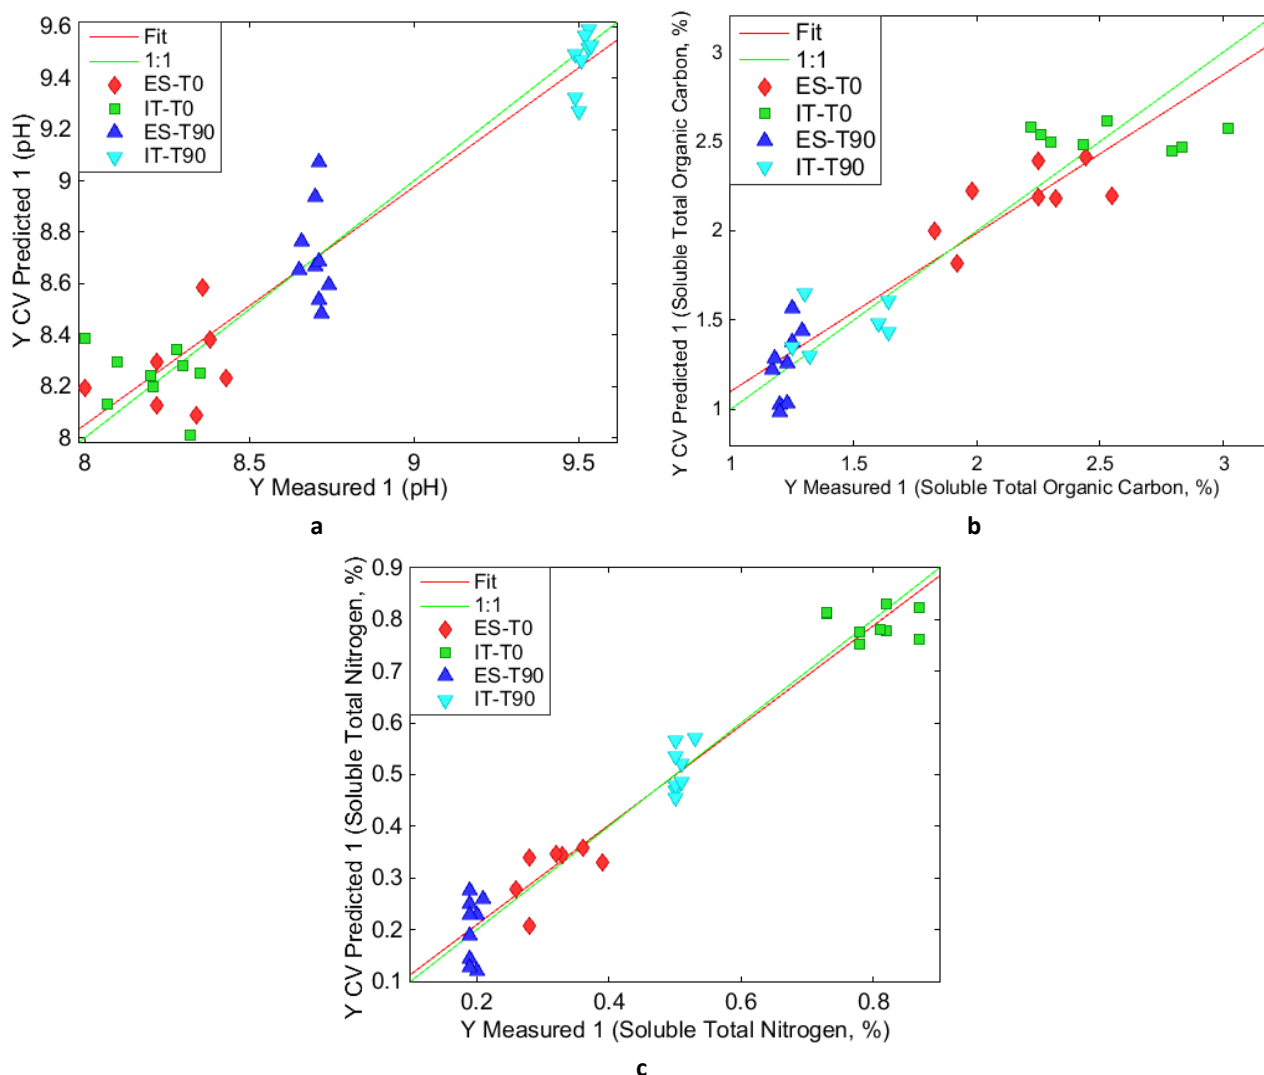 Y CV Predicted 1 (pH)
9.6
9.4
9.2
9
8.8
8.6
8.4
8.2
8
Fit
1:1
ES-T0
IT-T0
ES-T90
IT-T90
8 8.5 9 9.5
Y Measured 1 (pH)
a
Y CV Predicted 1 (Soluble Total Organic Carbon, %)
3
2.5
2
1.5
1
Fit
1:1
ES-T0
IT-T0
ES-T90
IT-T90
1 1.5 2 2.5 3
Y Measured 1 (Soluble Total Organic Carbon, %)
b
Y CV Predicted 1 (Soluble Total Nitrogen, %)
0.9
0.8
0.7
0.6
0.5
0.4
0.3
0.2
0.1
Fit
1:1
ES-T0
IT-T0
ES-T90
IT-T90
0.2 0.4 0.6 0.8
Y Measured 1 (Soluble Total Nitrogen, %)
c